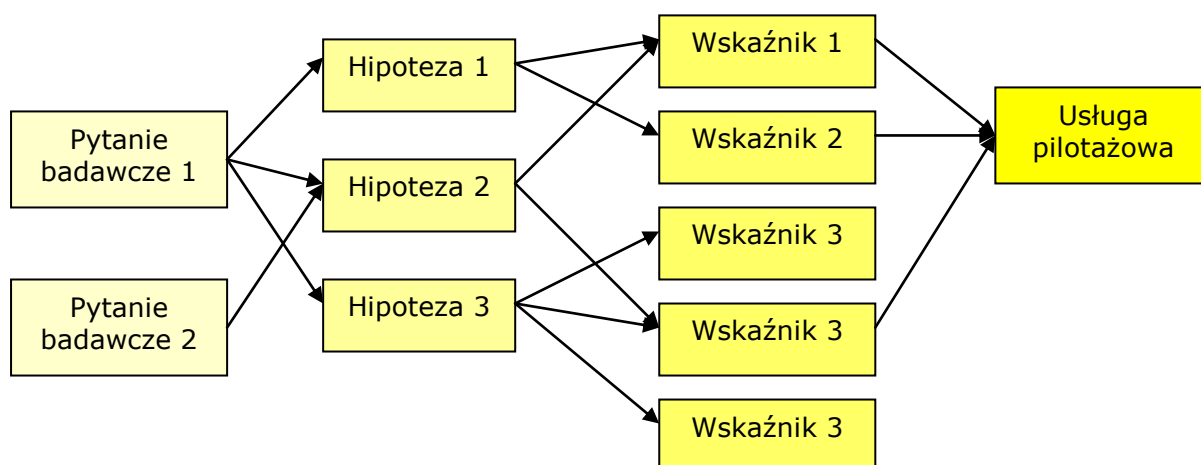 Pytanie
badawcze 1
Pytanie
badawcze 2
Hipoteza 1
Hipoteza 2
Hipoteza 3
Wskaźnik 1
Wskaźnik 2
Wskaźnik 3
Wskaźnik 3
Wskaźnik 3
Usługa
pilotażowa